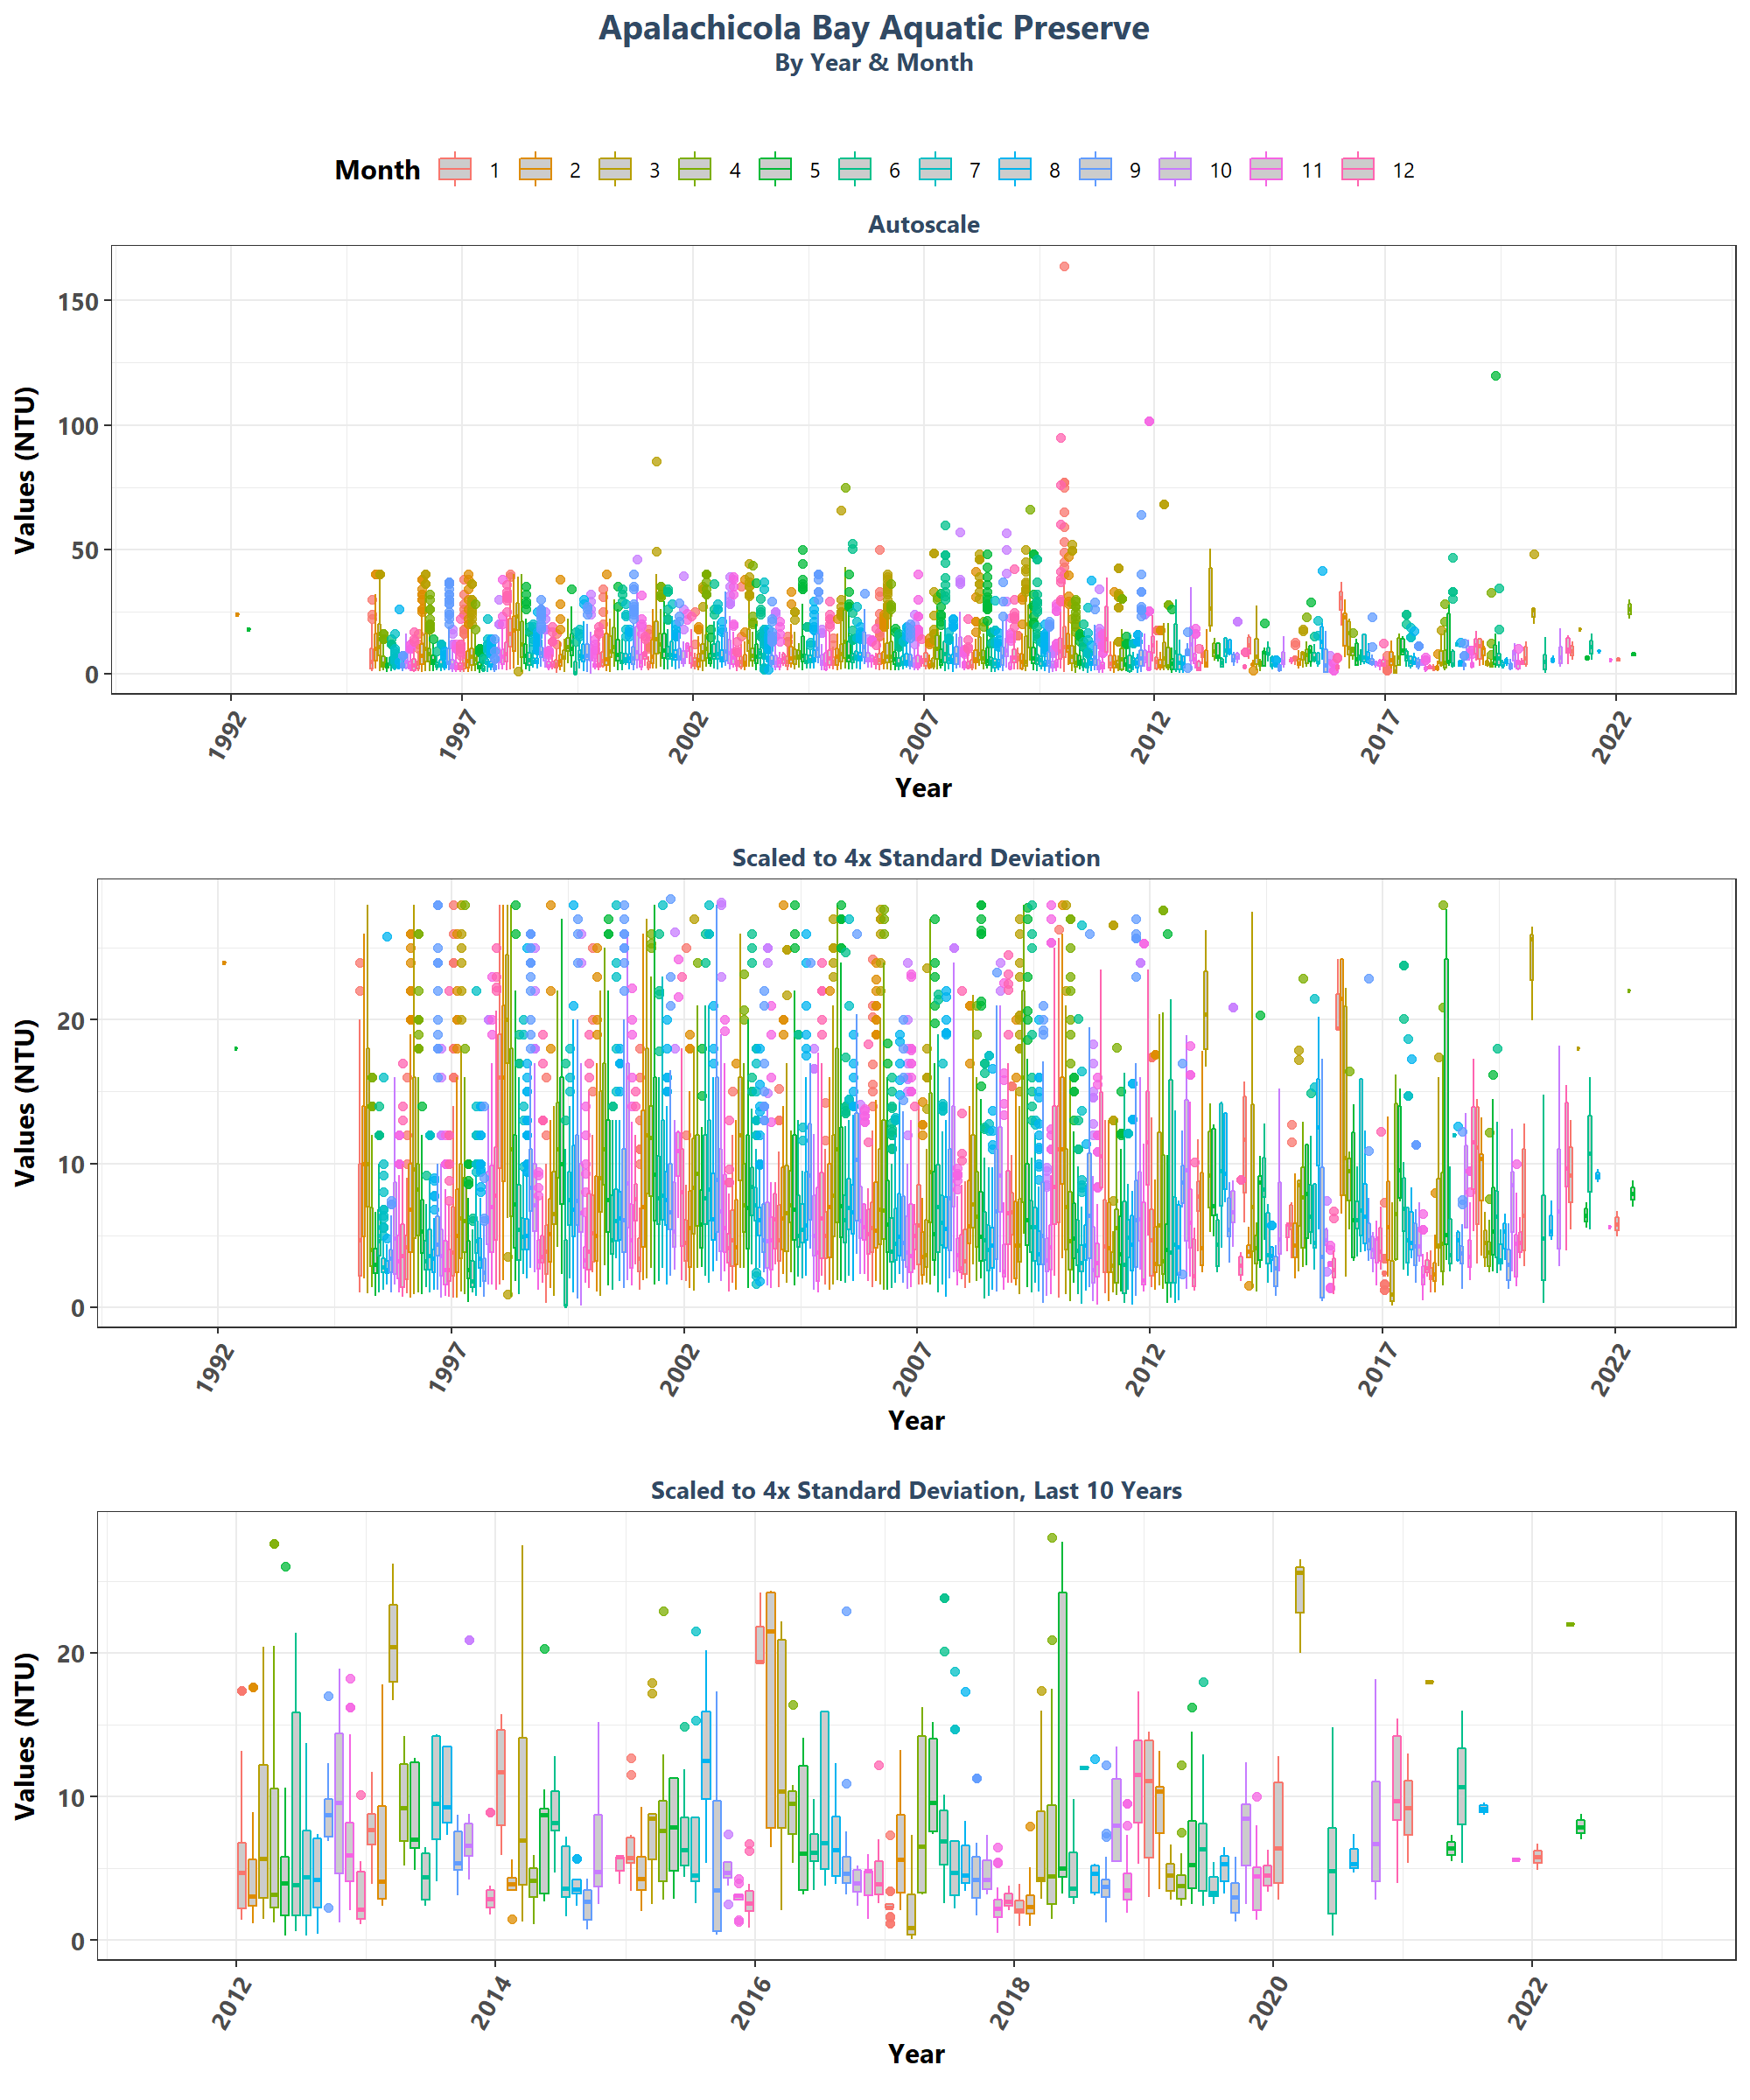 Apalachicola Bay Aquatic Preserve
By Year & Month
Month 1 2 3 4 5 6 7 8 9 10 11 12
Autoscale
Values (NTU)
150
100
50
0
1992 1997 2002 2007 2012 2017 2022
Year
Scaled to 4x Standard Deviation
Values (NTU)
20
10
0
1992 1997 2002 2007 2012 2017 2022
Year
Scaled to 4x Standard Deviation, Last 10 Years
Values (NTU)
20
10
0
2012 2014 2016 2018 2020 2022
Year